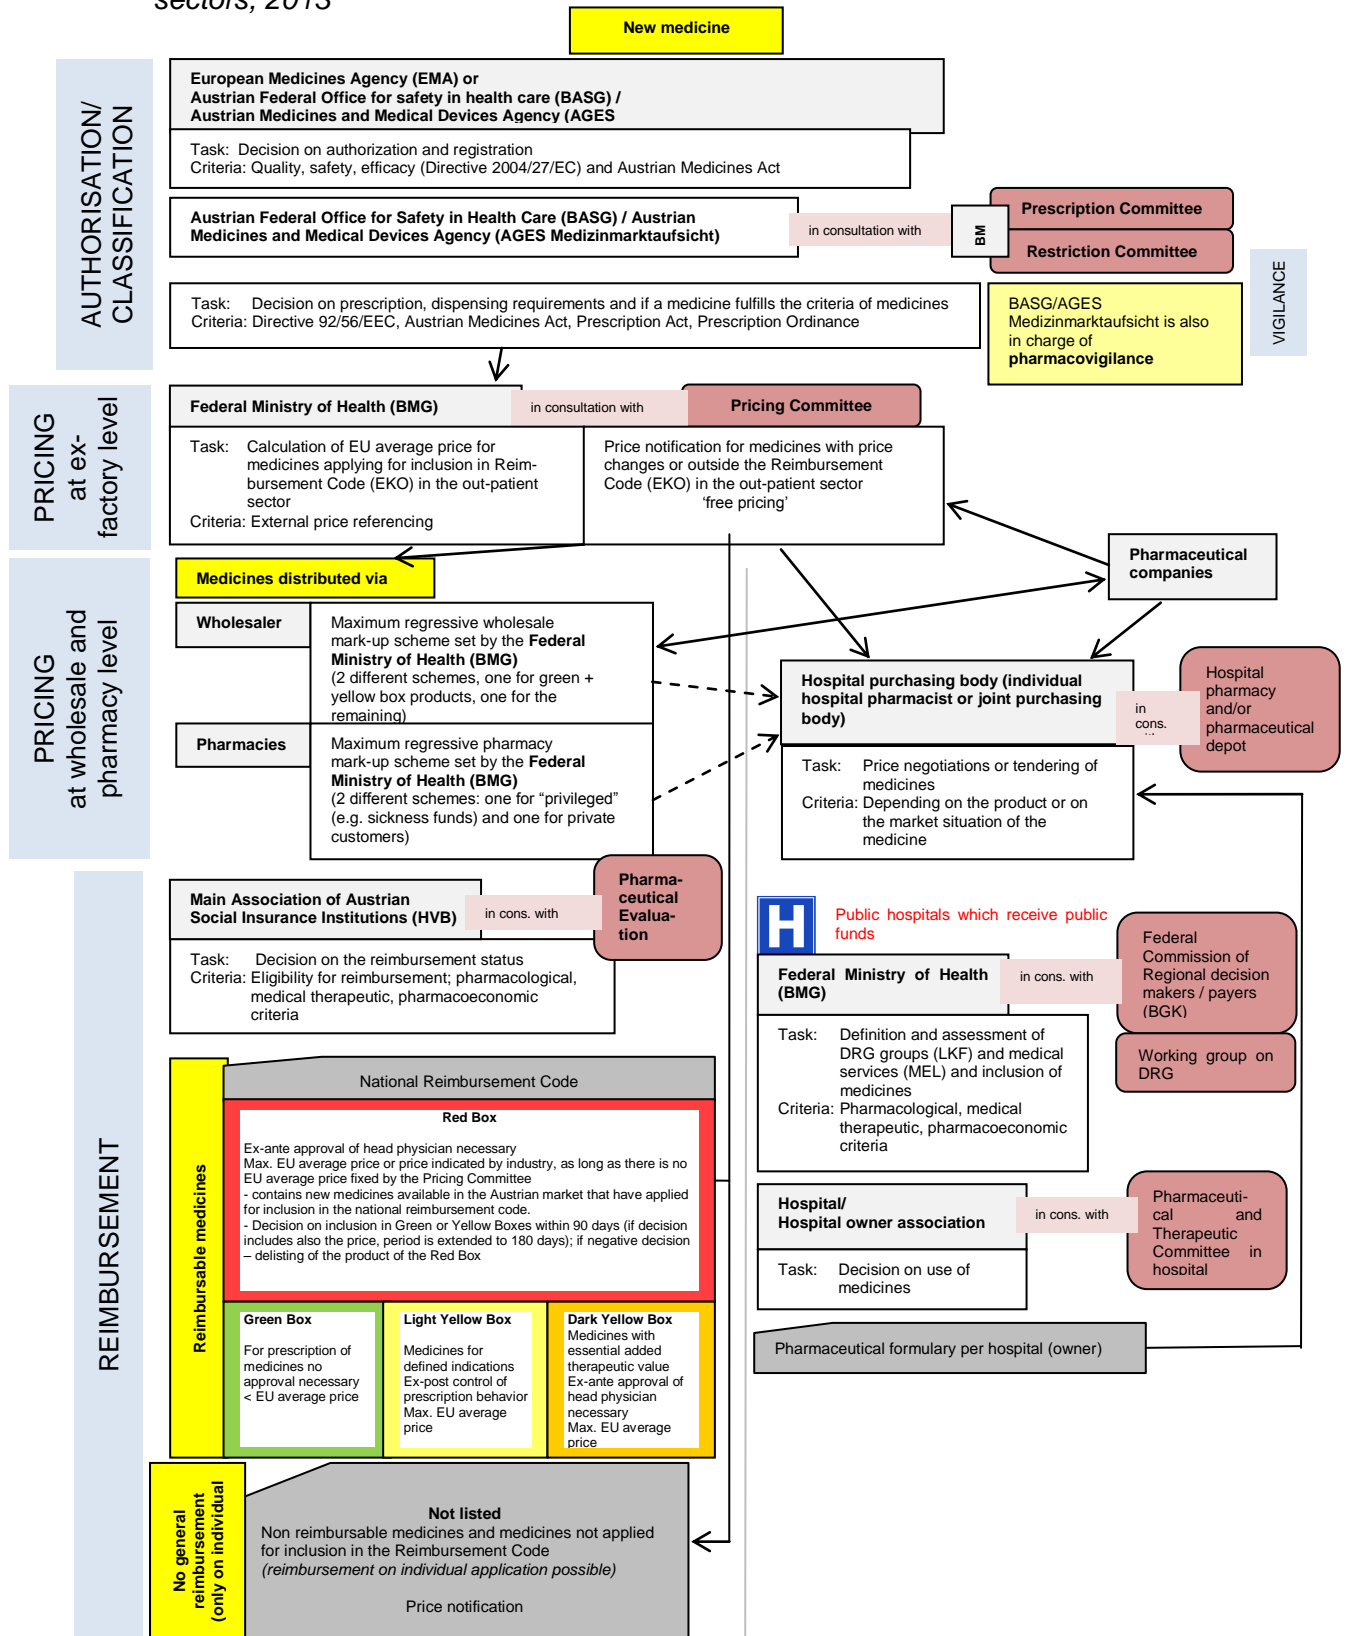 sectors, 2013
New medicine
AUTHORISATION/
CLASSIFICATION
European Medicines Agency (EMA) or
Austrian Federal Office for safety in health care (BASG) /
Austrian Medicines and Medical Devices Agency (AGES
Task: Decision on authorization and registration
Criteria: Quality, safety, efficacy (Directive 2004/27/EC) and Austrian Medicines Act
Austrian Federal Office for Safety in Health Care (BASG) / Austrian
Medicines and Medical Devices Agency (AGES Medizinmarktaufsicht)
in consultation with
BM
Prescription Committee
Restriction Committee
Task: Decision on prescription, dispensing requirements and if a medicine fulfills the criteria of medicines
Criteria: Directive 92/56/EEC, Austrian Medicines Act, Prescription Act, Prescription Ordinance
BASG/AGES
Medizinmarktaufsicht is also
in charge of
pharmacovigilance
VIGILANCE
PRICING
at ex-
factory level
Federal Ministry of Health (BMG)
in consultation with
Pricing Committee
Task: Calculation of EU average price for
medicines applying for inclusion in Reim-
bursement Code (EKO) in the out-patient
sector
Criteria: External price referencing
Price notification for medicines with price
changes or outside the Reimbursement
Code (EKO) in the out-patient sector
‘free pricing’
Pharmaceutical
companies
PRICING
at wholesale and
pharmacy level
Medicines distributed via
Wholesaler
Maximum regressive wholesale
mark-up scheme set by the Federal
Ministry of Health (BMG)
(2 different schemes, one for green +
yellow box products, one for the
remaining)
Pharmacies
Maximum regressive pharmacy
mark-up scheme set by the Federal
Ministry of Health (BMG)
(2 different schemes: one for “privileged”
(e.g. sickness funds) and one for private
customers)
Hospital purchasing body (individual
hospital pharmacist or joint purchasing
body)
in
cons.
Hospital
pharmacy
and/or
pharmaceutical
depot
Task: Price negotiations or tendering of
medicines
Criteria: Depending on the product or on
the market situation of the
medicine
REIMBURSEMENT
Main Association of Austrian
Social Insurance Institutions (HVB)
in cons. with
Pharma-
ceutical
Evalua-
tion
Task: Decision on the reimbursement status
Criteria: Eligibility for reimbursement; pharmacological,
medical therapeutic, pharmacoeconomic
criteria
H
Public hospitals which receive public
funds
Federal Ministry of Health
(BMG)
in cons. with
Federal
Commission of
Regional decision
makers / payers
(BGK)
Working group on
DRG
Task: Definition and assessment of
DRG groups (LKF) and medical
services (MEL) and inclusion of
medicines
Criteria: Pharmacological, medical
therapeutic, pharmacoeconomic
criteria
Hospital/
Hospital owner association
in cons. with
Pharmaceuti-
cal and
Therapeutic
Committee in
hospital
Task: Decision on use of
medicines
Pharmaceutical formulary per hospital (owner)
Reimbursable medicines
National Reimbursement Code
Red Box
Ex-ante approval of head physician necessary
Max. EU average price or price indicated by industry, as long as there is no
EU average price fixed by the Pricing Committee
- contains new medicines available in the Austrian market that have applied
for inclusion in the national reimbursement code.
- Decision on inclusion in Green or Yellow Boxes within 90 days (if decision
includes also the price, period is extended to 180 days); if negative decision
– delisting of the product of the Red Box
Green Box
For prescription of
medicines no
approval necessary
< EU average price
Light Yellow Box
Medicines for
defined indications
Ex-post control of
prescription behavior
Max. EU average
price
Dark Yellow Box
Medicines with
essential added
therapeutic value
Ex-ante approval of
head physician
necessary
Max. EU average
price
No general
reimbursement
(only on individual
Not listed
Non reimbursable medicines and medicines not applied
for inclusion in the Reimbursement Code
(reimbursement on individual application possible)
Price notification